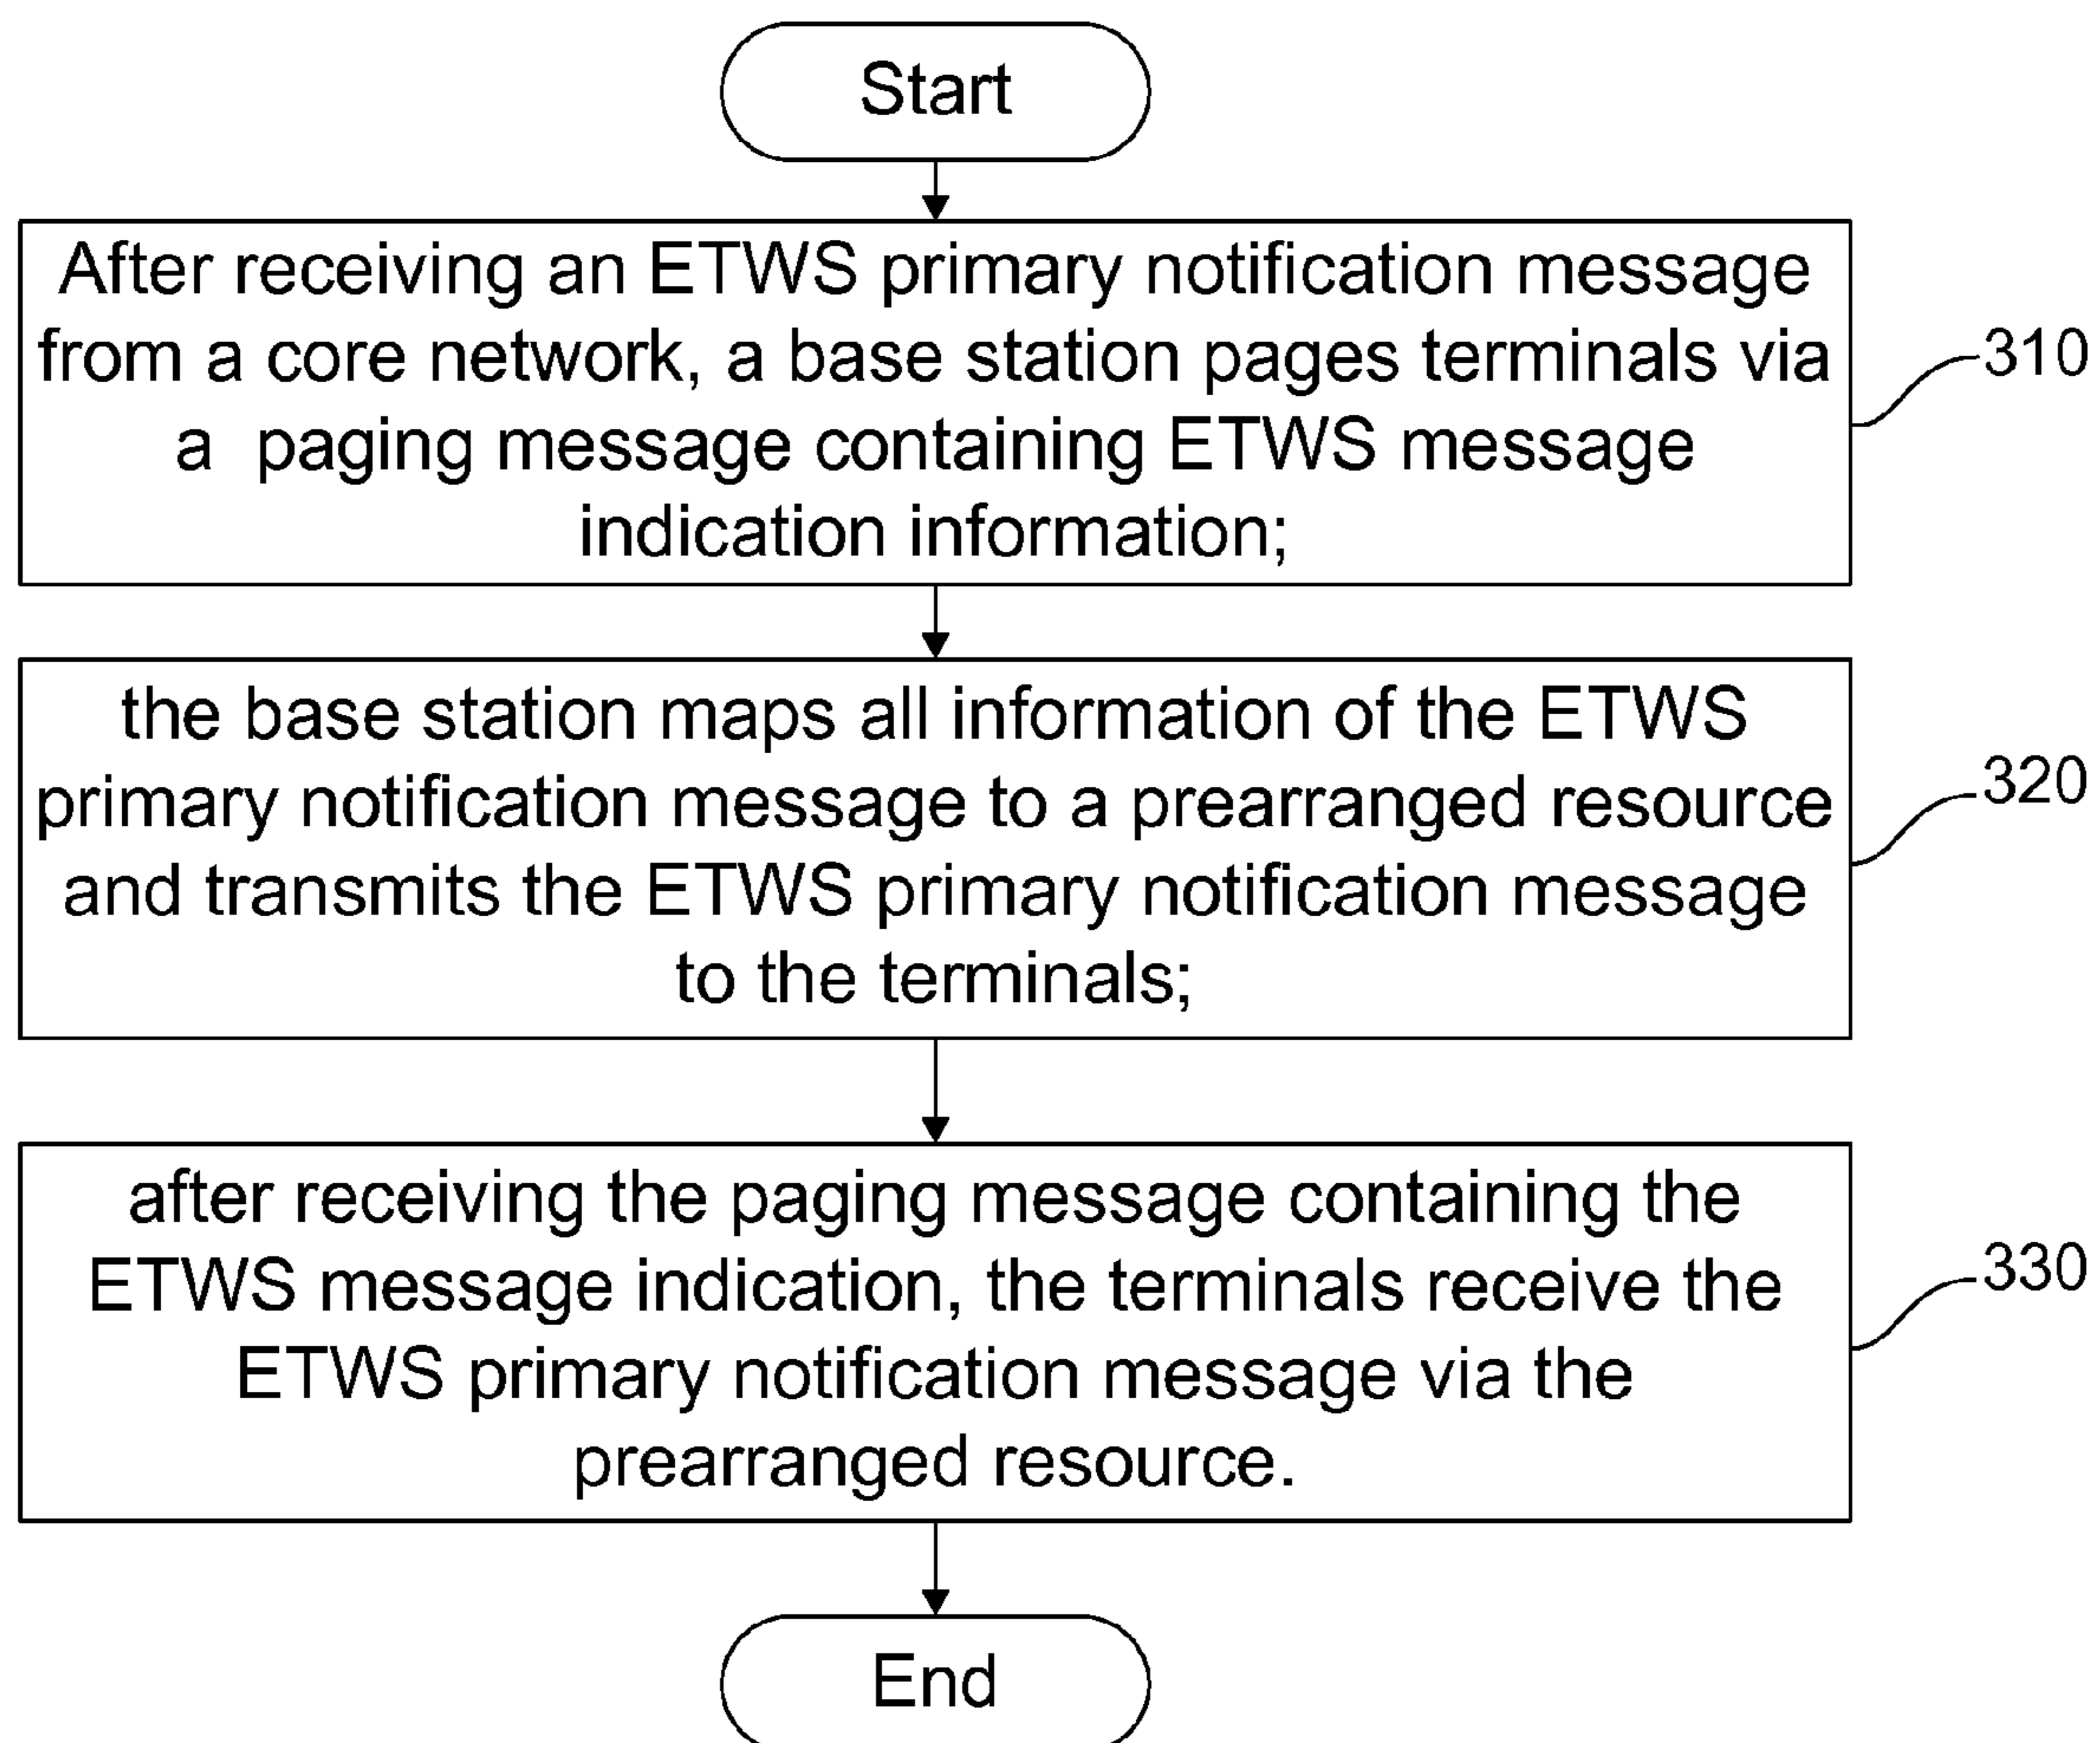 Start
After receiving an ETWS primary notification message
from a core network, a base station pages terminals via
a paging message containing ETWS message
indication information;
310
the base station maps all information of the ETWS
primary notification message to a prearranged resource
and transmits the ETWS primary notification message
to the terminals;
320
after receiving the paging message containing the
ETWS message indication, the terminals receive the
ETWS primary notification message via the
prearranged resource.
330
End